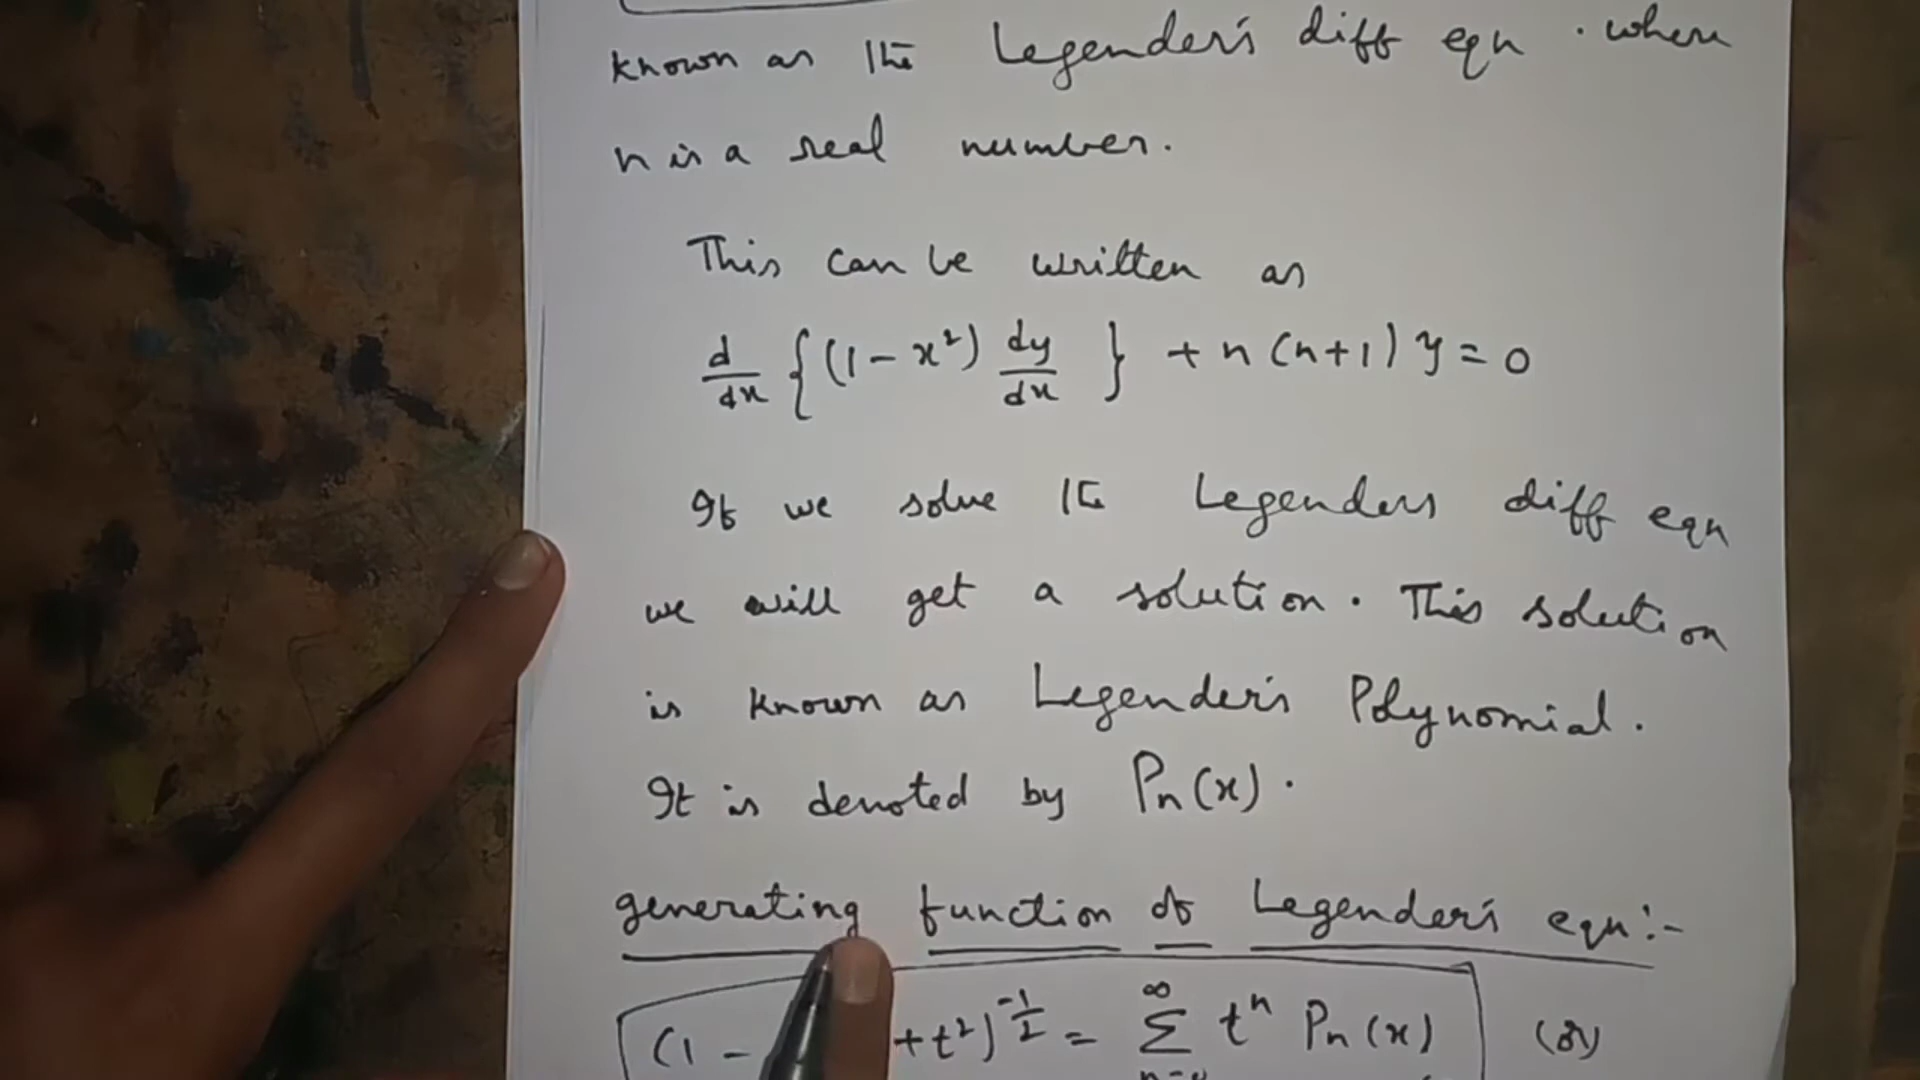 known as the Legender's diff eqn . where
n is a real number.
This can be written as
d/dx {(1-x²) dy/dx } + n(n+1) y = 0
If we solve the Legenders diff eqn
we will get a solution. This solution
is known as Legender's Polynomial.
It is denoted by Pn(x).
generating function of Legender's eqn:-
(1 - +t²)^-1/2 = ∞ Σ t^n Pn(x) (or)